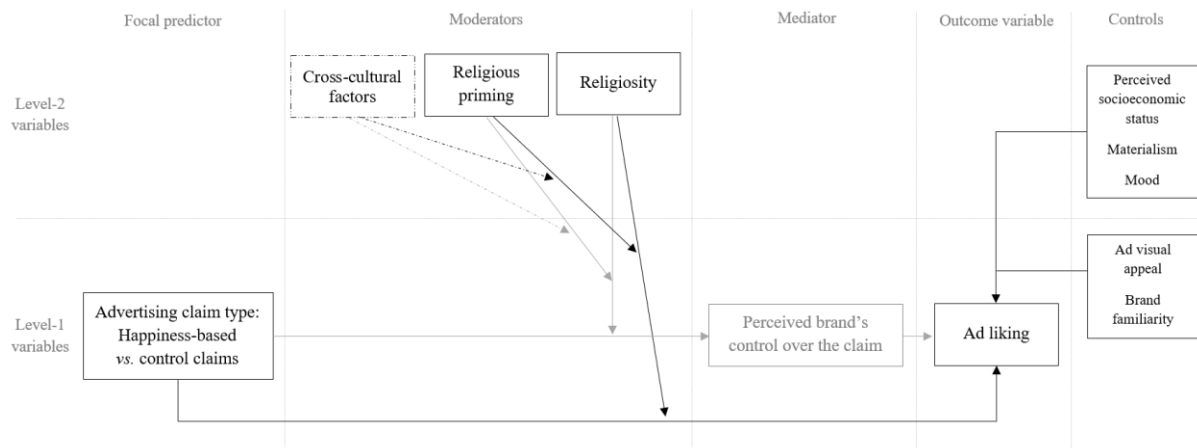 Focal predictor
Moderators
Mediator
Outcome variable
Controls
Level-2
variables
Cross-cultural
factors
Religious
priming
Religiosity
Perceived
socioeconomic
status
Materialism
Mood
Level-1
variables
Advertising claim type:
Happiness-based
vs. control claims
Perceived brand’s
control over the claim
Ad liking
Ad visual
appeal
Brand
familiarity